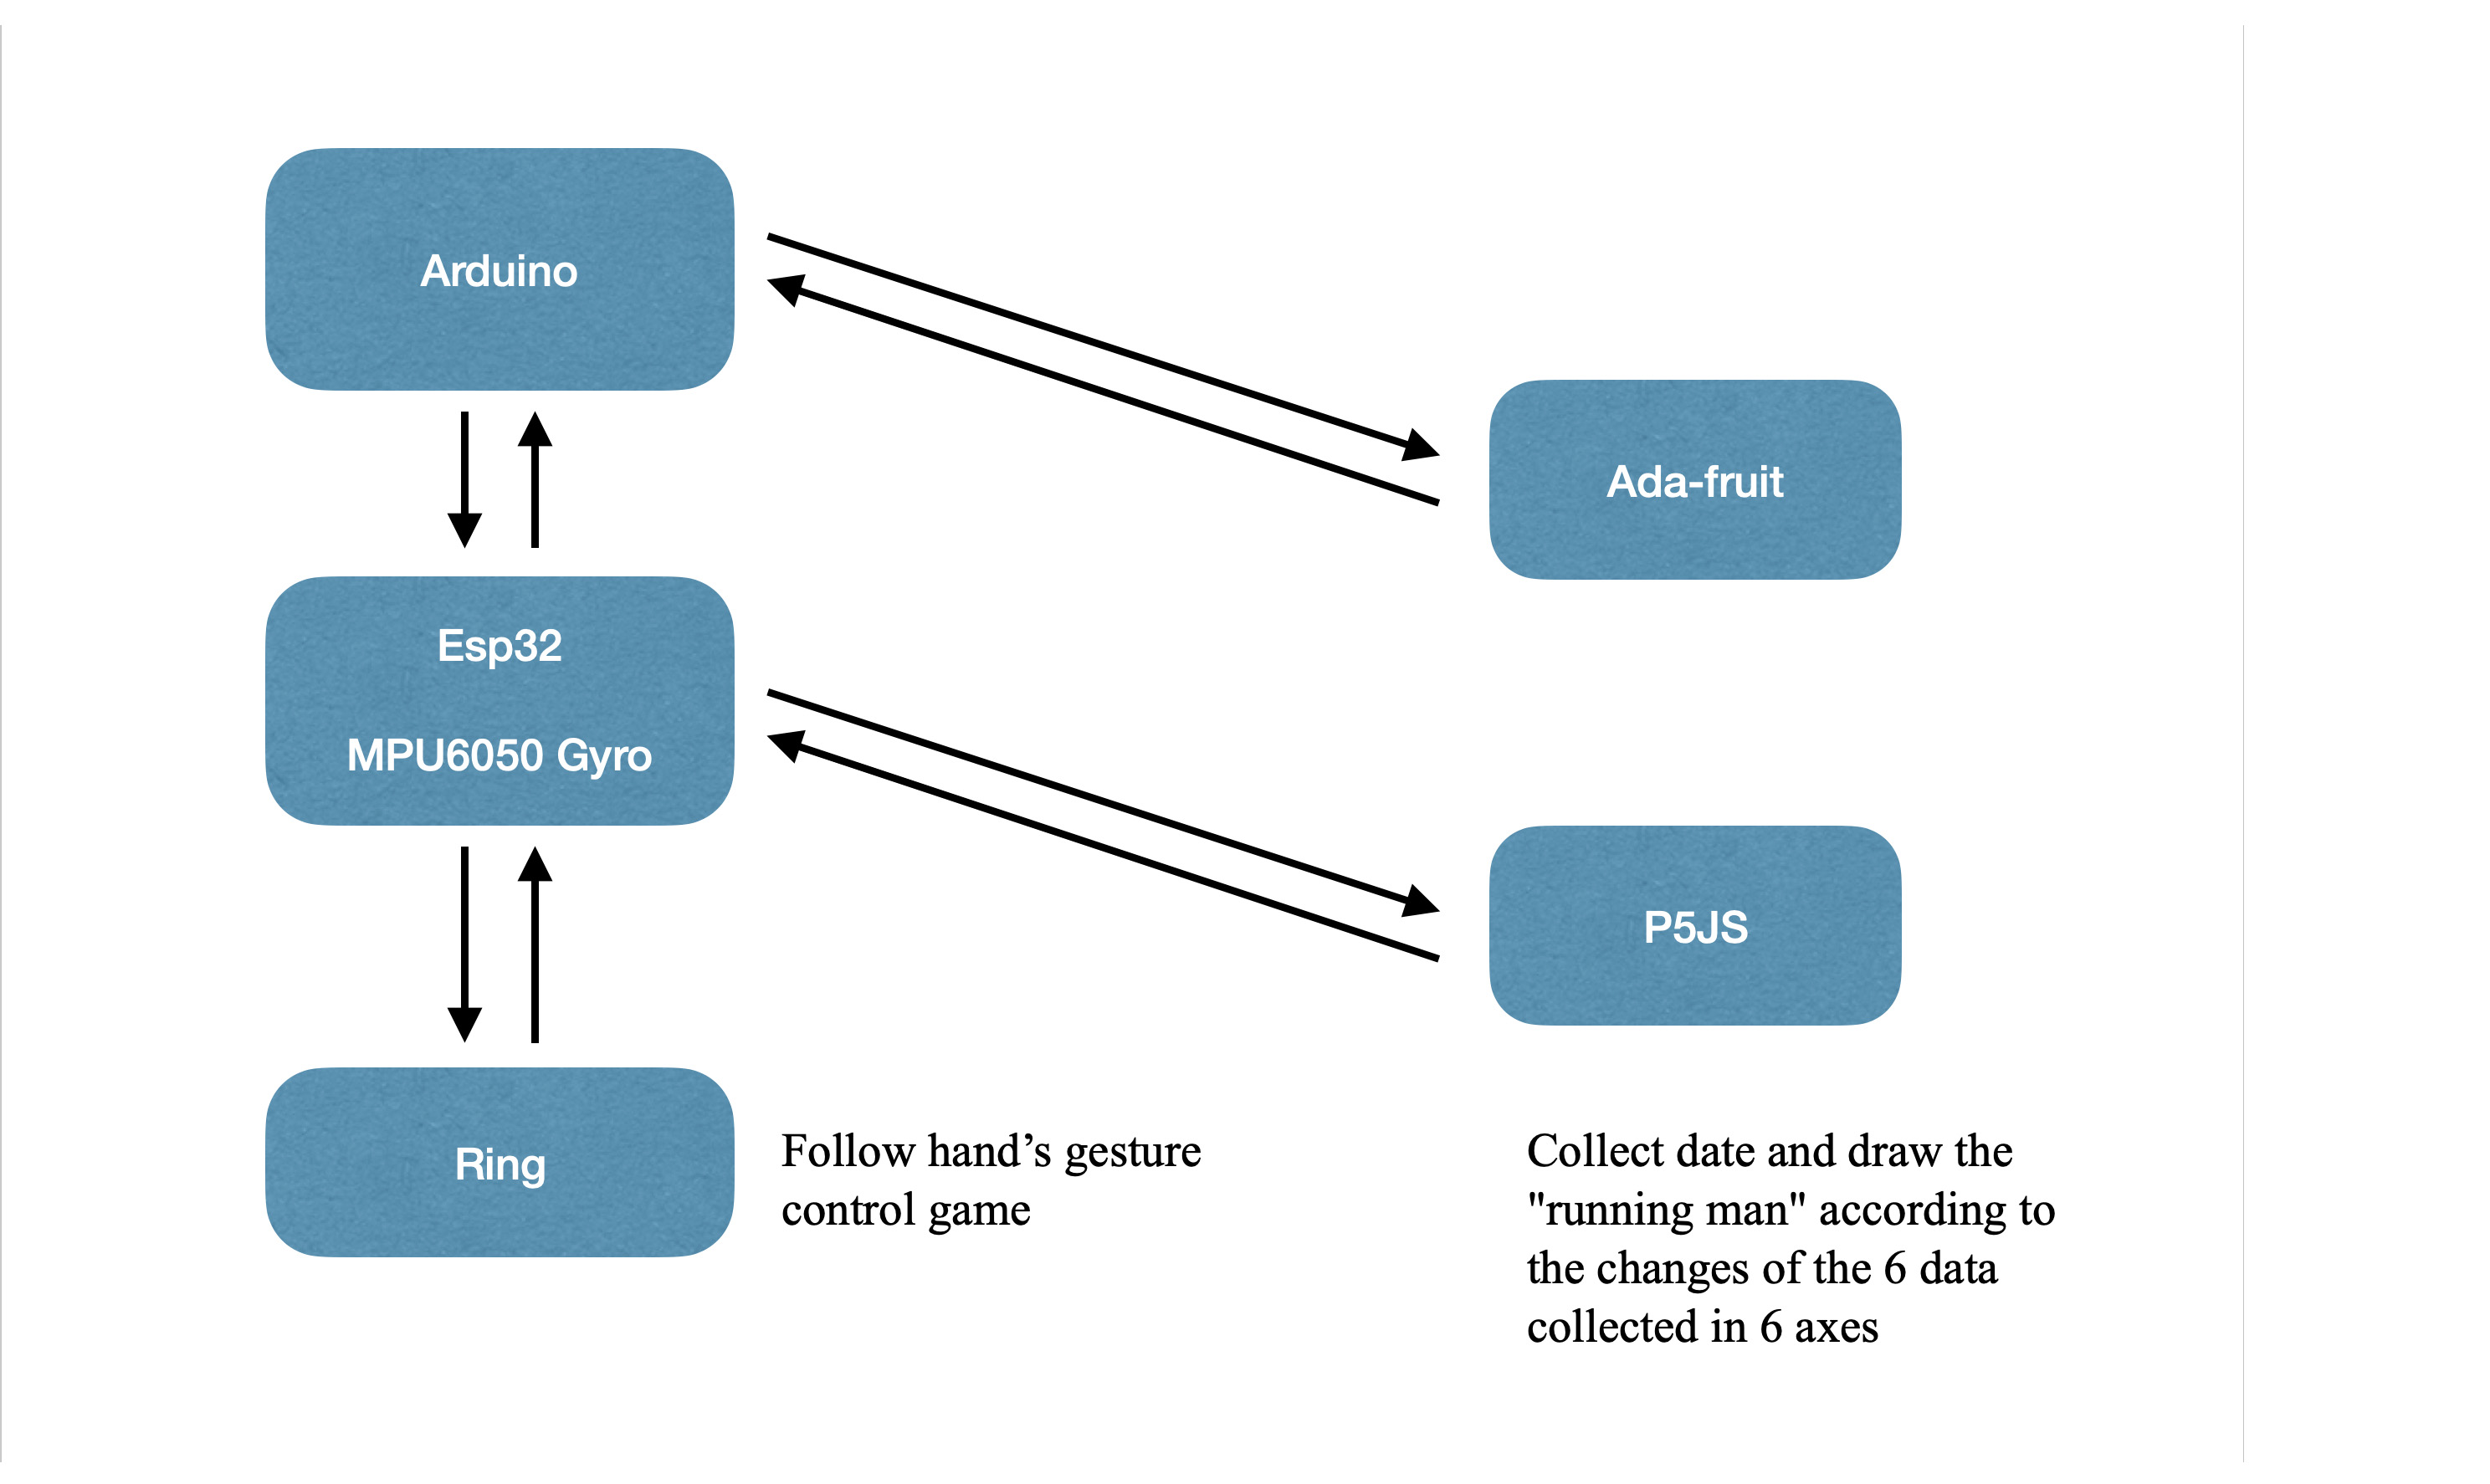 Arduino
Ada-fruit
Esp32
MPU6050 Gyro
P5JS
Ring
Follow hand’s gesture
control game
Collect date and draw the
"running man" according to
the changes of the 6 data
collected in 6 axes